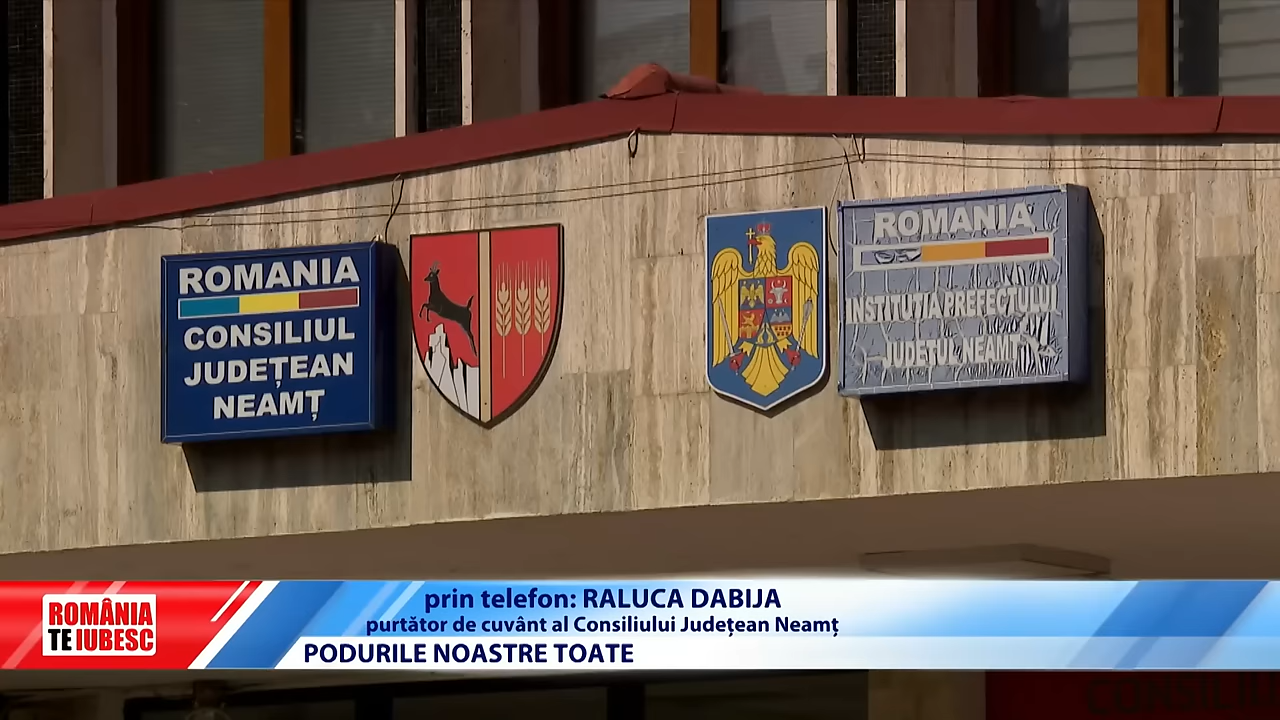 ROMANIA
CONSILIUL
JUDEȚEAN
NEAMȚ
ROMANIA
INSTITUTIA PREFECTULUI
JUDETUL NEAMT
prin telefon: RALUCA DABIJA
purtător de cuvânt al Consiliului Județean Neamț
ROMÂNIA
TE IUBESC
PODURILE NOASTRE TOATE